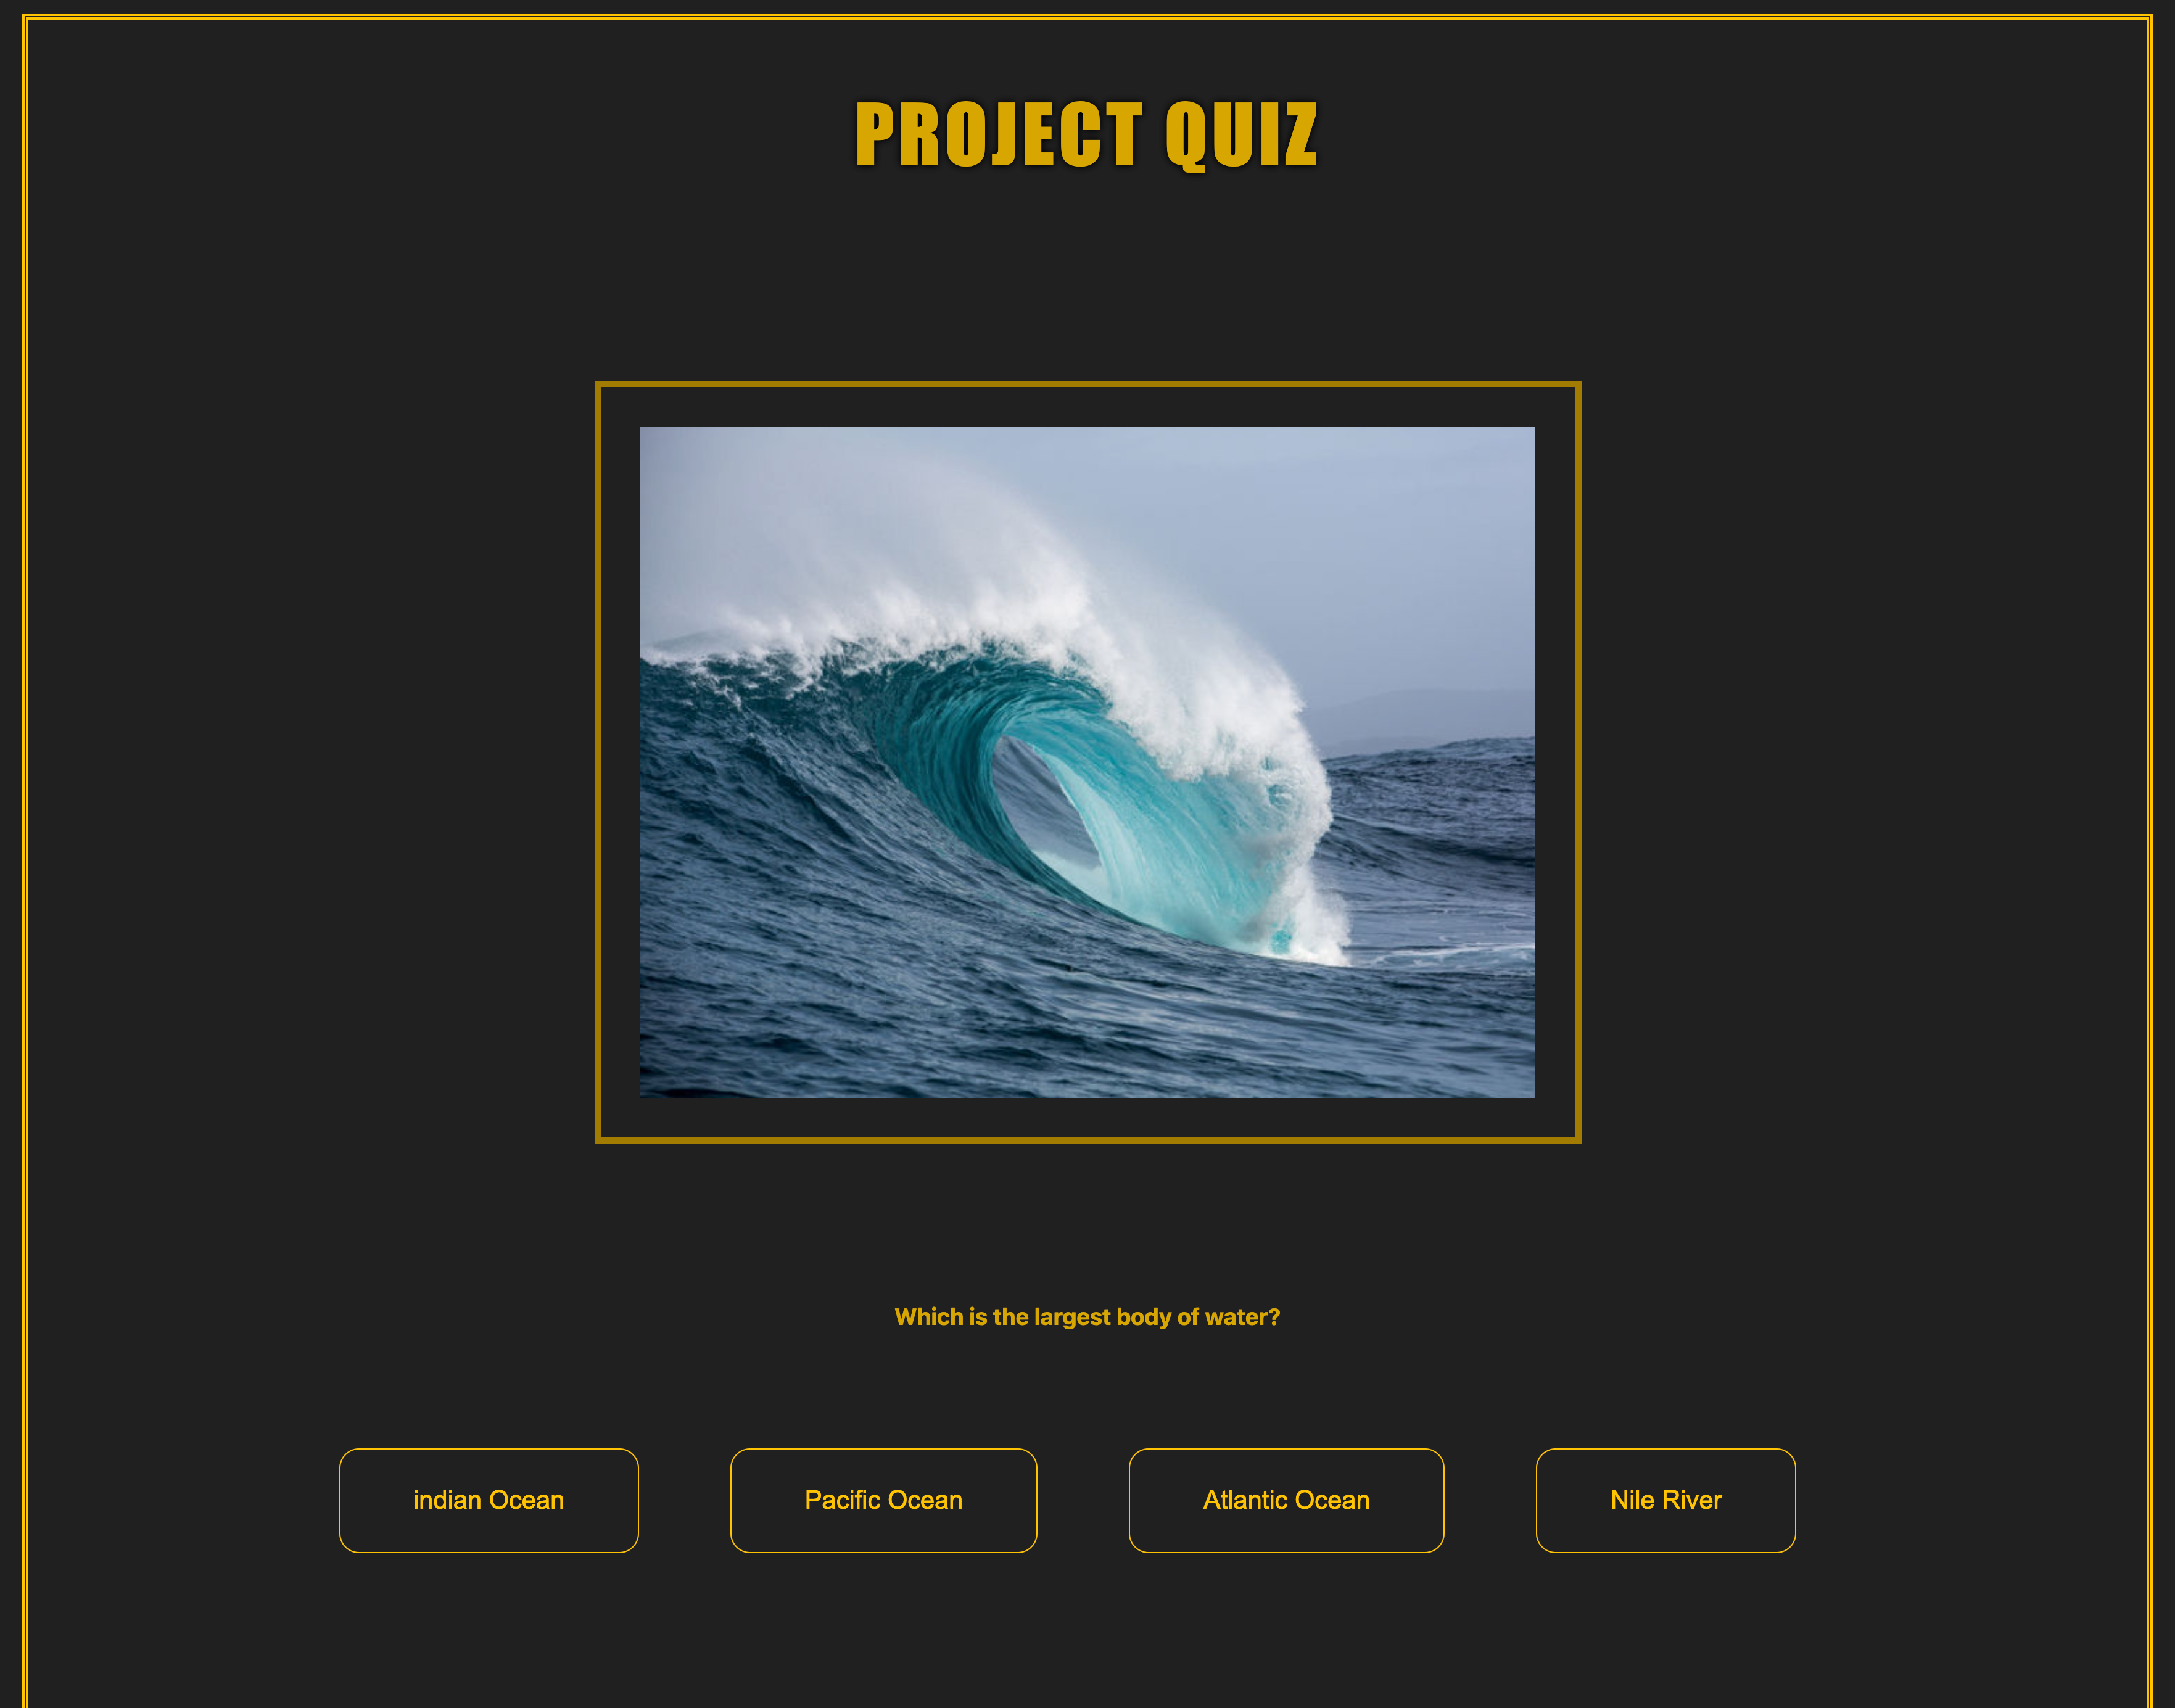 PROJECT QUIZ
Which is the largest body of water?
indian Ocean
Pacific Ocean
Atlantic Ocean
Nile River